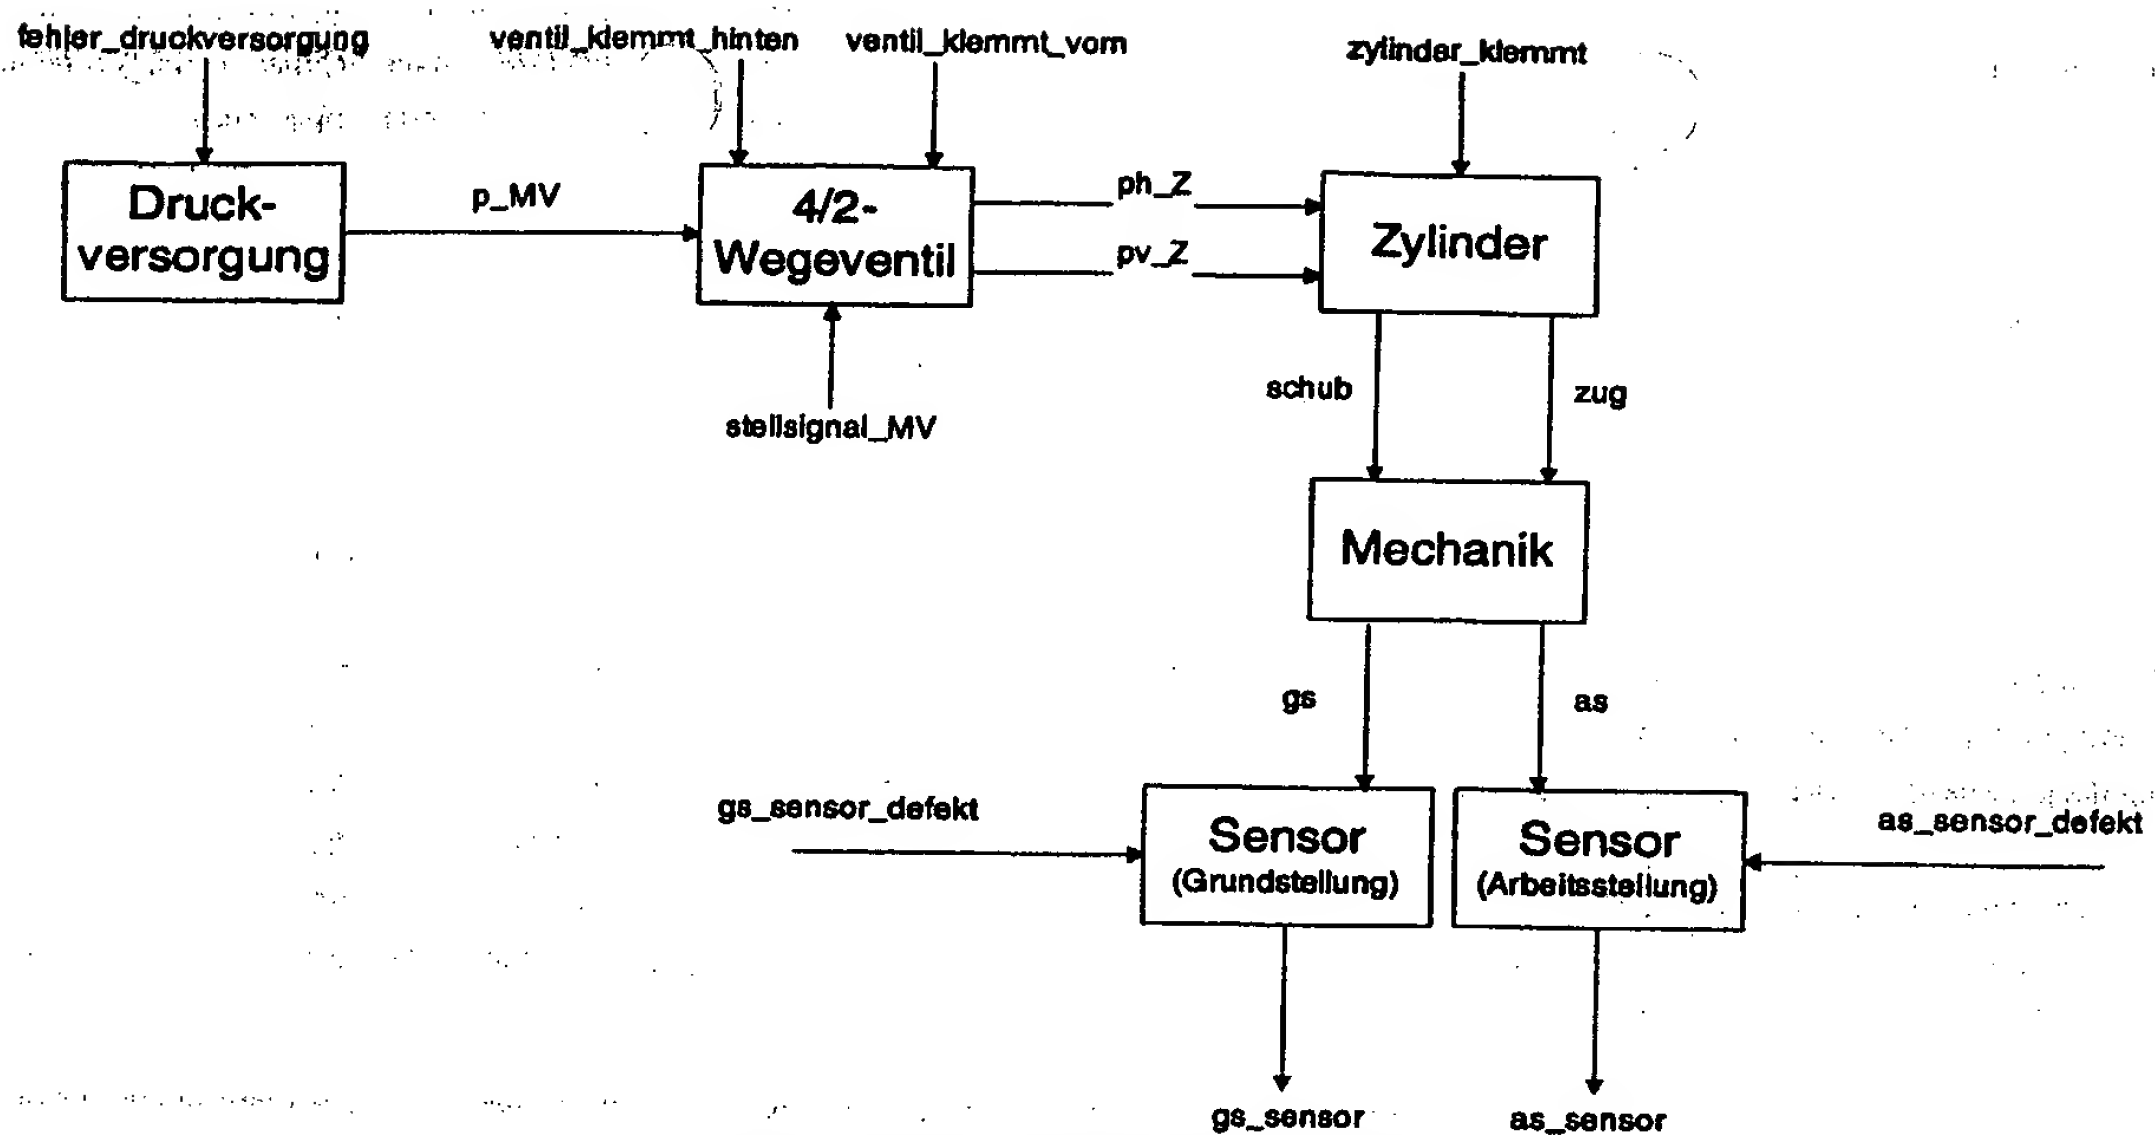 fehler_druckversorgung
ventil_klemmt_hinten
ventil_klemmt_vorn
zylinder_klemmt
Druck-
versorgung
p_MV
4/2-
Wegeventil
ph_Z
pv_Z
Zylinder
stellsignal_MV
schub
zug
Mechanik
gs
as
gs_sensor_defekt
Sensor
(Grundstellung)
Sensor
(Arbeitsstellung)
as_sensor_defekt
gs_sensor
as_sensor